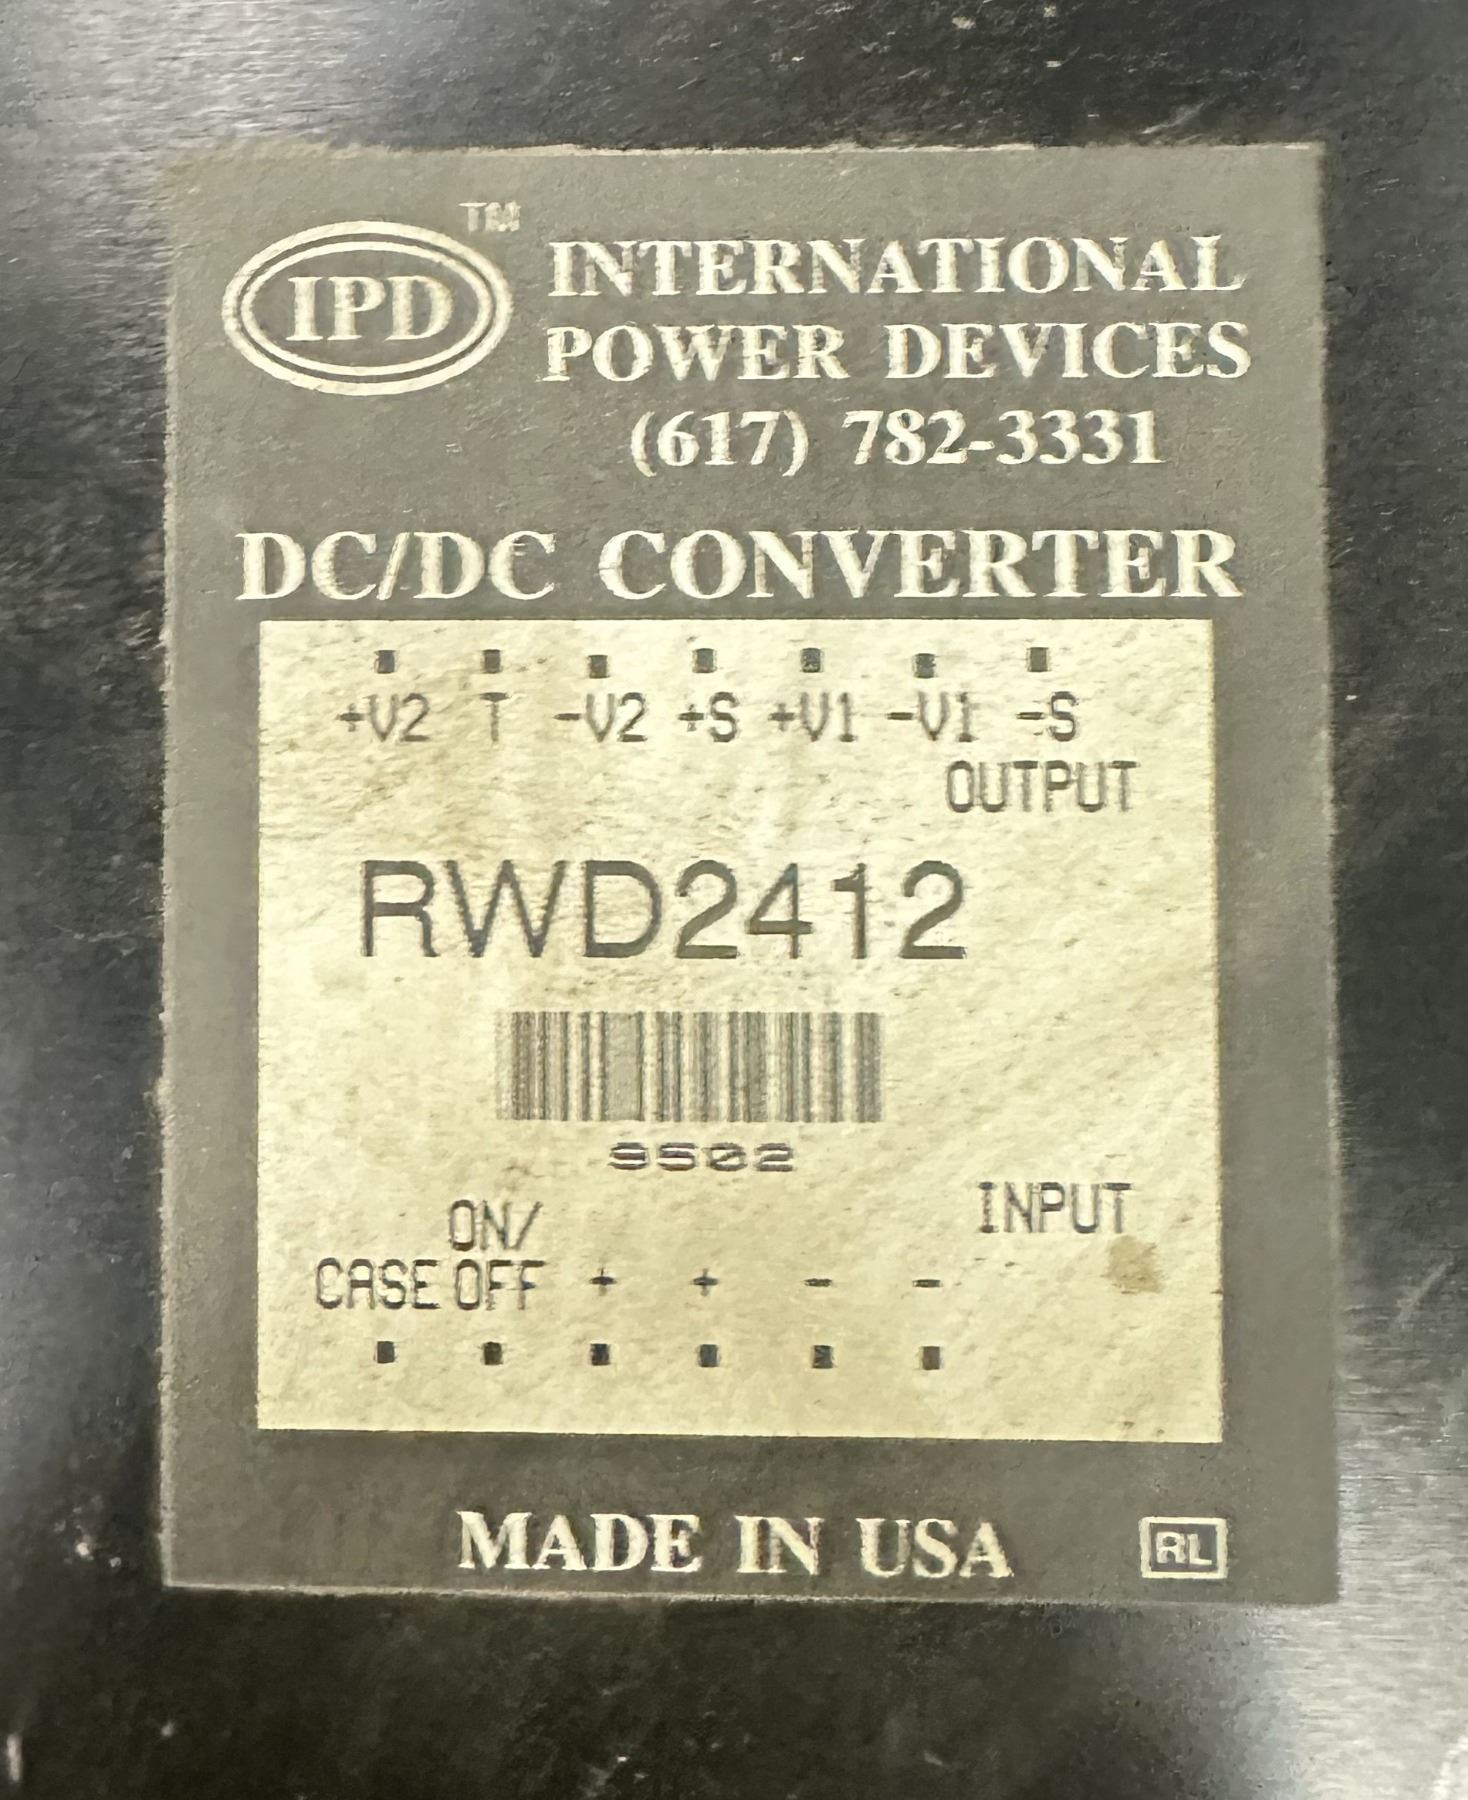 IPD
TM
INTERNATIONAL
POWER DEVICES
(617) 782-3331
DC/DC CONVERTER
+V2 T -V2 +S +V1 -V1 -S
OUTPUT
RWD2412
9502
INPUT
ON/
CASE OFF + + - -
MADE IN USA
RL